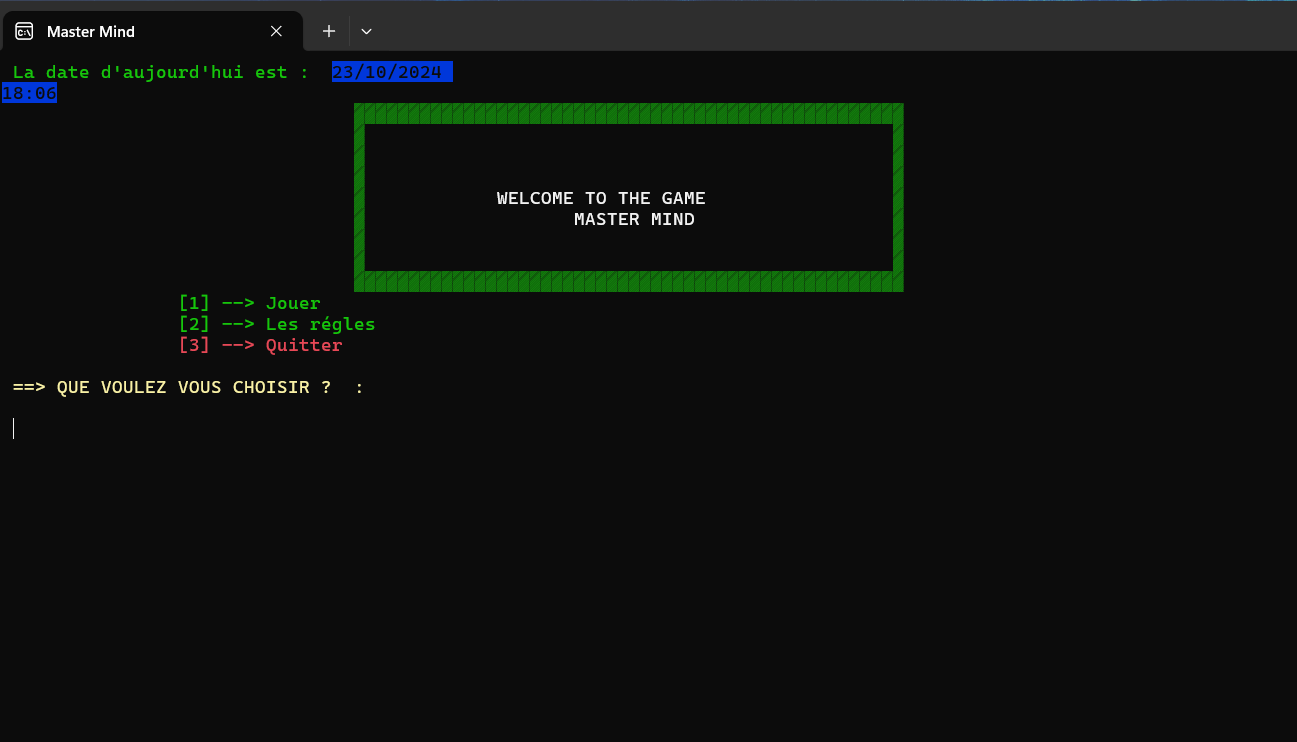 Master Mind
La date d'aujourd'hui est : 23/10/2024
18:06
WELCOME TO THE GAME
MASTER MIND
[1] --> Jouer
[2] --> Les régles
[3] --> Quitter
==> QUE VOULEZ VOUS CHOISIR ? :